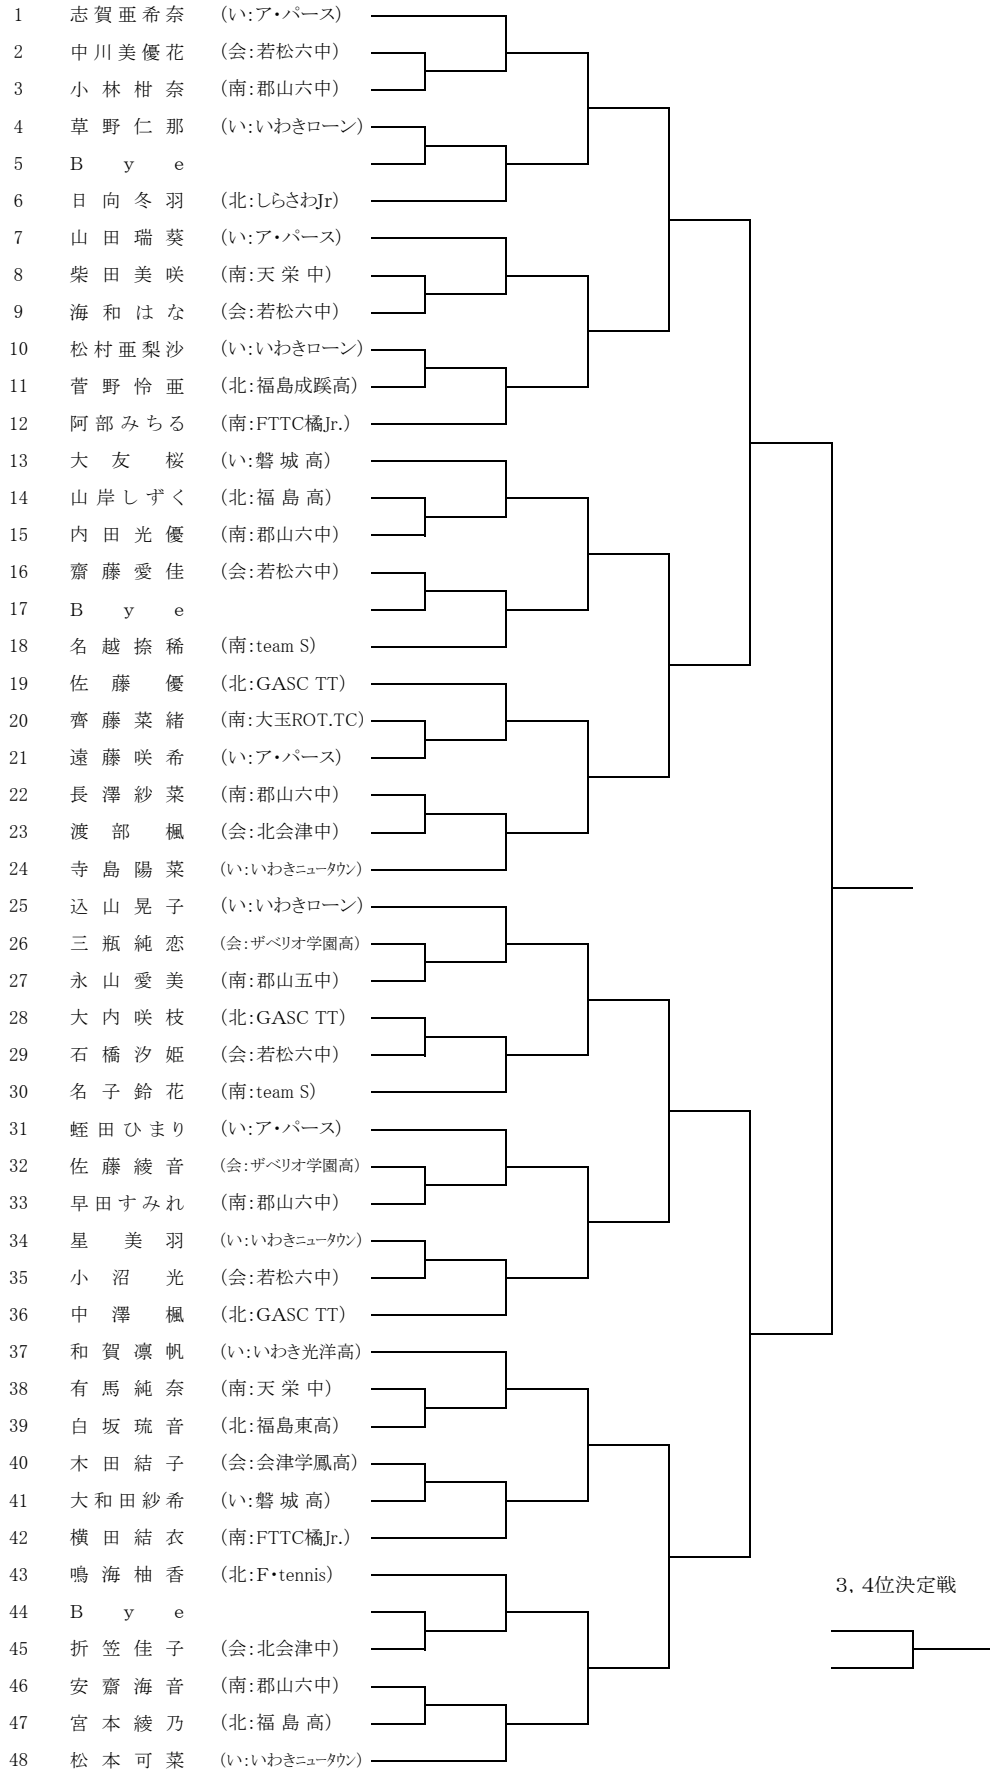 1 志賀亜希奈 (い:ア・パース)
2 中川美優花 (会:若松六中)
3 小林柑奈 (南:郡山六中)
4 草野仁那 (い:いわきローン)
5 Bye
6 日向冬羽 (北:しらさわJr)
7 山田瑞葵 (い:ア・パース)
8 柴田美咲 (南:天栄中)
9 海和はな (会:若松六中)
10 松村亜梨沙 (い:いわきローン)
11 菅野怜亜 (北:福島成蹊高)
12 阿部みちる (南:FTTC橘Jr.)
13 大友桜 (い:磐城高)
14 山岸しずく (北:福島高)
15 内田光優 (南:郡山六中)
16 齋藤愛佳 (会:若松六中)
17 Bye
18 名越捺稀 (南:team S)
19 佐藤優 (北:GASC TT)
20 齊藤菜緒 (南:大玉ROT.TC)
21 遠藤咲希 (い:ア・パース)
22 長澤紗菜 (南:郡山六中)
23 渡部楓 (会:北会津中)
24 寺島陽菜 (い:いわきニュータウン)
25 込山晃子 (い:いわきローン)
26 三瓶純恋 (会:ザベリオ学園高)
27 永山愛美 (南:郡山五中)
28 大内咲枝 (北:GASC TT)
29 石橋汐姫 (会:若松六中)
30 名子鈴花 (南:team S)
31 蛭田ひまり (い:ア・パース)
32 佐藤綾音 (会:ザベリオ学園高)
33 早田すみれ (南:郡山六中)
34 星美羽 (い:いわきニュータウン)
35 小沼光 (会:若松六中)
36 中澤楓 (北:GASC TT)
37 和賀凛帆 (い:いわき光洋高)
38 有馬純奈 (南:天栄中)
39 白坂琉音 (北:福島東高)
40 木田結子 (会:会津学鳳高)
41 大和田紗希 (い:磐城高)
42 横田結衣 (南:FTTC橘Jr.)
43 鳴海柚香 (北:F・tennis)
3, 4位決定戦
44 Bye
45 折笠佳子 (会:北会津中)
46 安齋海音 (南:郡山六中)
47 宮本綾乃 (北:福島高)
48 松本可菜 (い:いわきニュータウン)